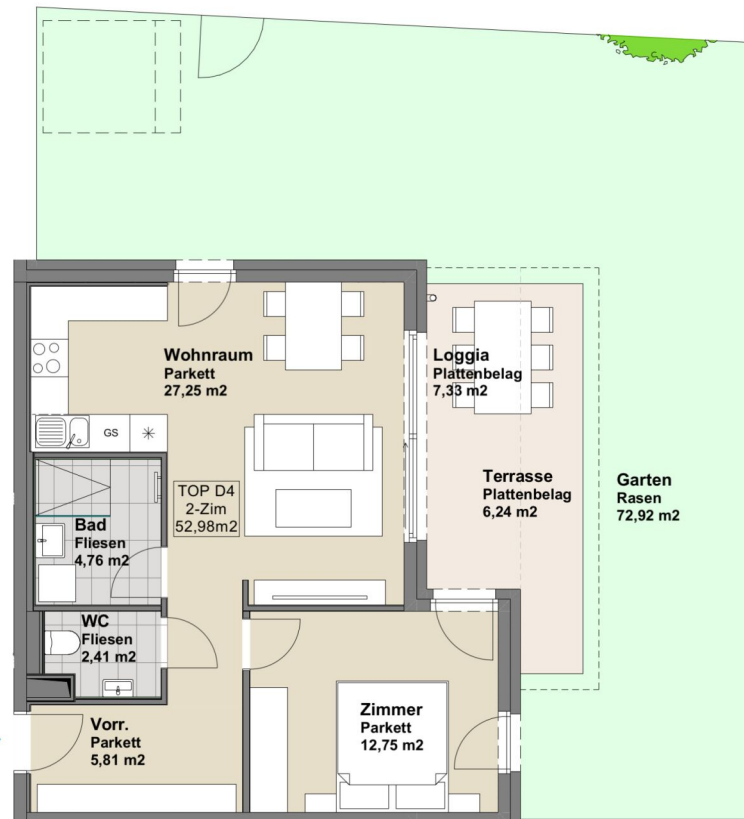 Wohnraum
Parkett
27,25 m2
Loggia
Plattenbelag
7,33 m2
GS
TOP D4
2-Zim
52,98m2
Terrasse
Plattenbelag
6,24 m2
Garten
Rasen
72,92 m2
Bad
Fliesen
4,76 m2
WC
Fliesen
2,41 m2
Vorr.
Parkett
5,81 m2
Zimmer
Parkett
12,75 m2